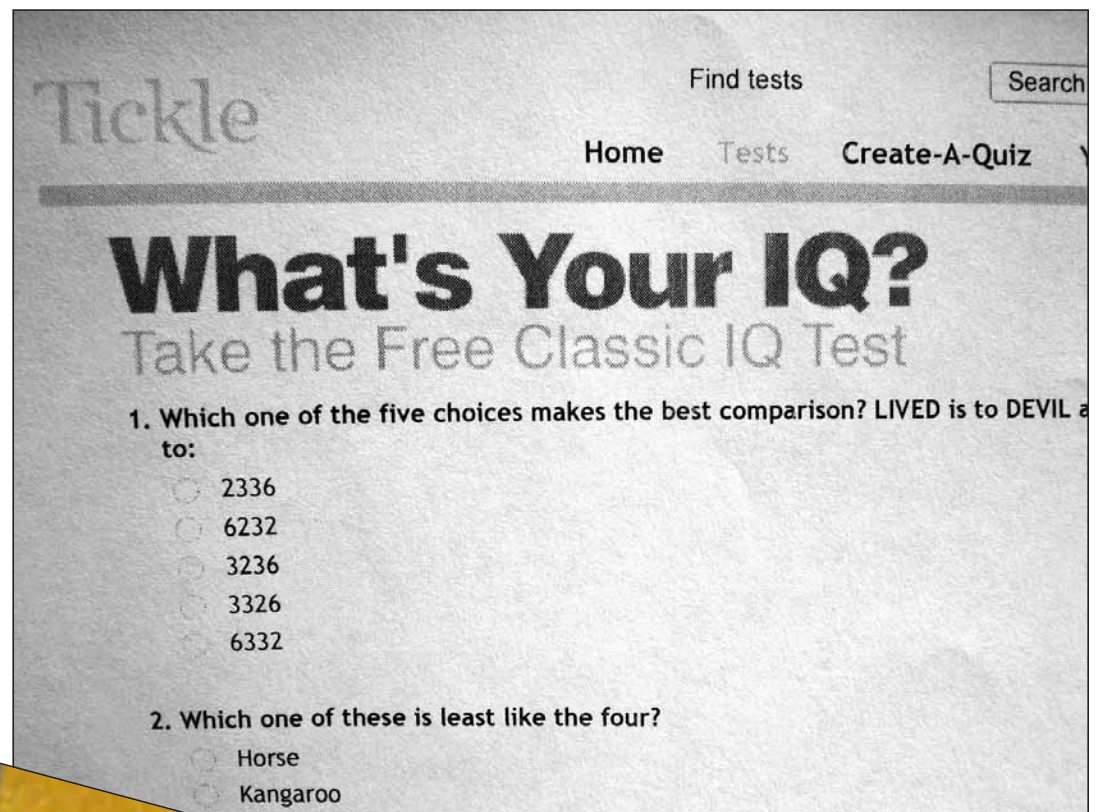 Tickle
Find tests
Search
Home Tests Create-A-Quiz
What's Your IQ?
Take the Free Classic IQ Test
1. Which one of the five choices makes the best comparison? LIVED is to DEVIL a
to:
2336
6232
3236
3326
6332
2. Which one of these is least like the four?
Horse
Kangaroo